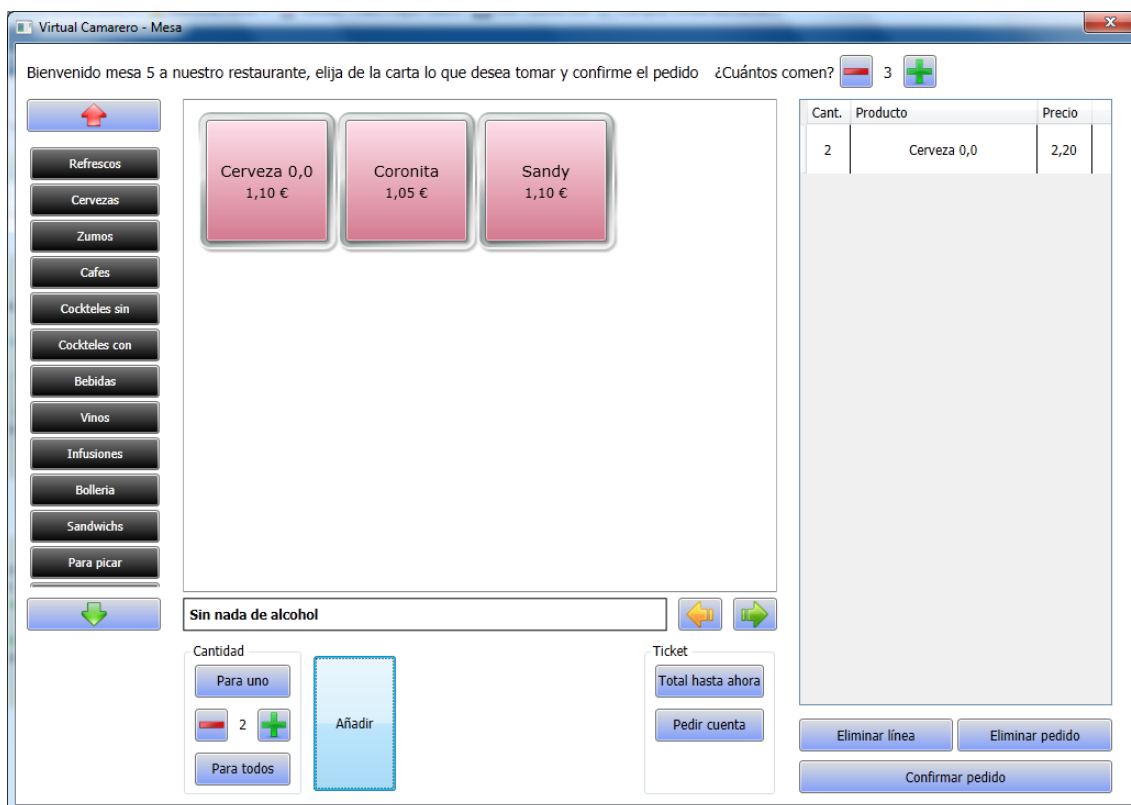 Virtual Camarero - Mesa
Bienvenido mesa 5 a nuestro restaurante, elija de la carta lo que desea tomar y confirme el pedido ¿Cuántos comen? 3
Refrescos
Cervezas
Zumos
Cafes
Cockteles sin
Cockteles con
Bebidas
Vinos
Infusiones
Bolleria
Sandwichs
Para picar
Cerveza 0,0
1,10 €
Coronita
1,05 €
Sandy
1,10 €
Cant. Producto Precio
2 Cerveza 0,0 2,20
Sin nada de alcohol
Cantidad
Para uno
2
Para todos
Añadir
Ticket
Total hasta ahora
Pedir cuenta
Eliminar línea Eliminar pedido
Confirmar pedido